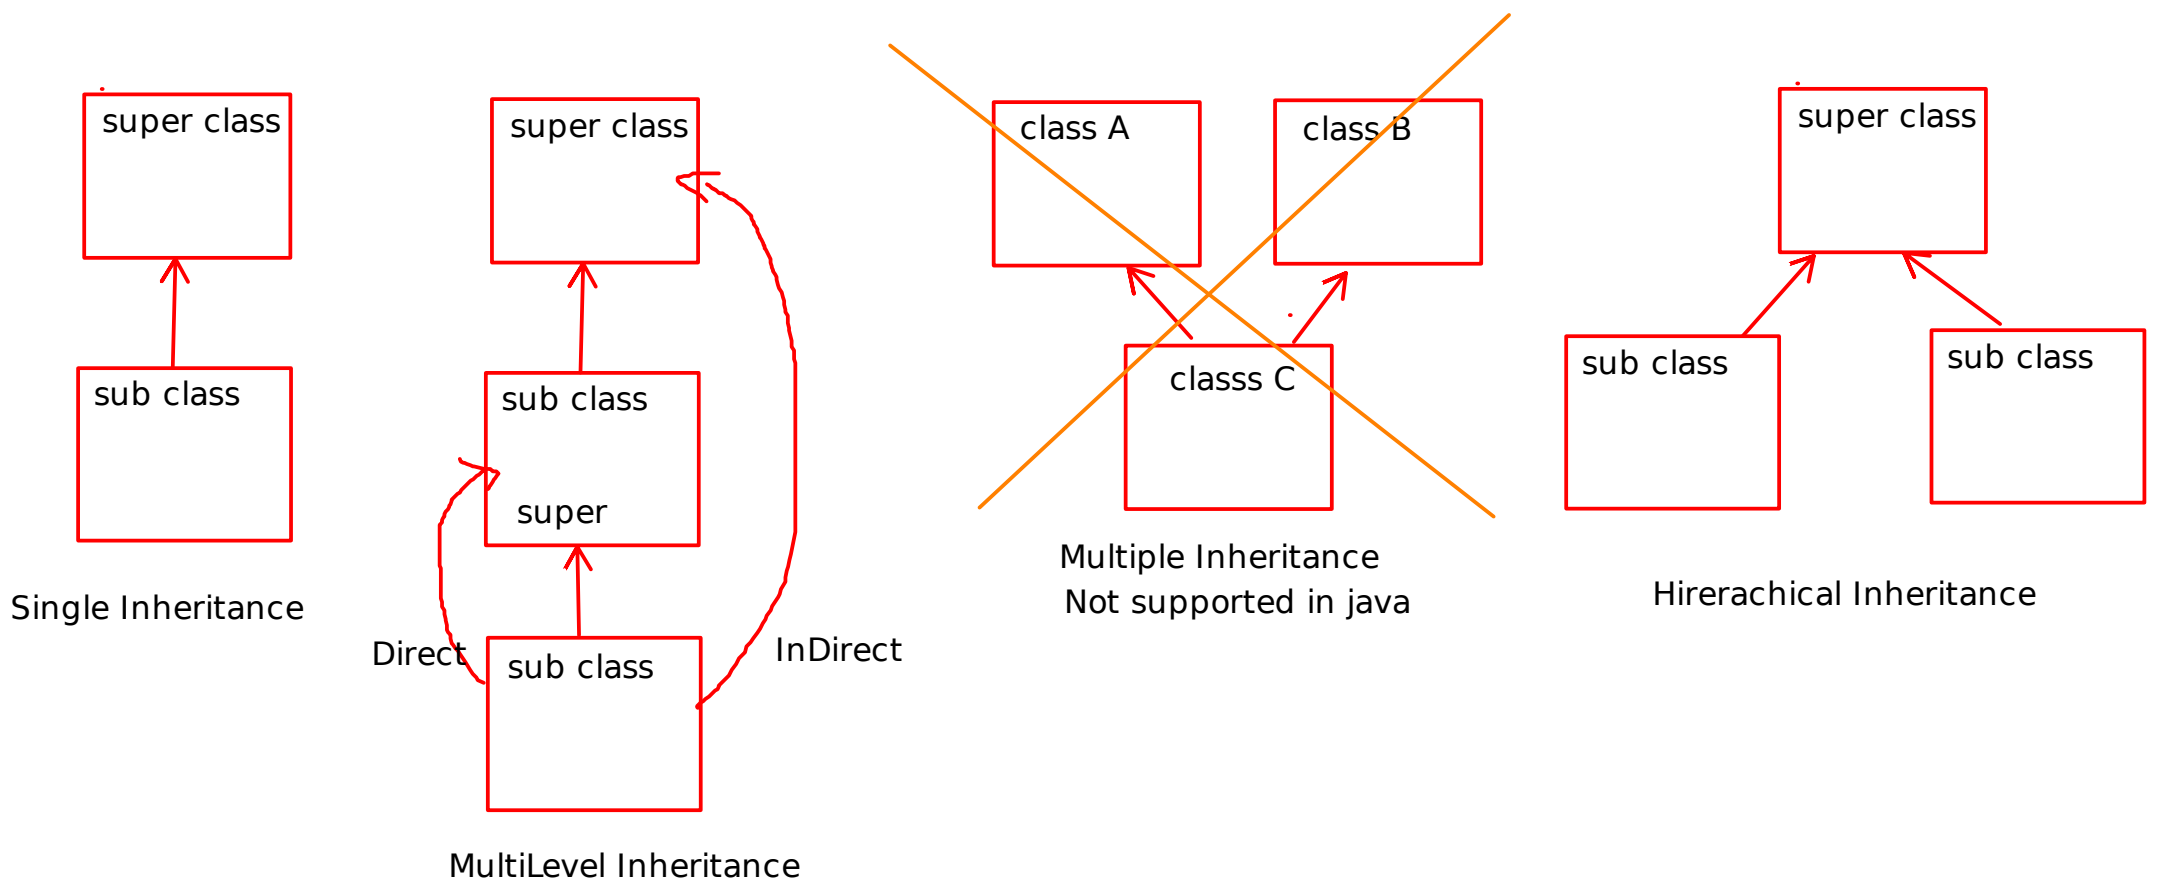 super class
sub class
Single Inheritance
super class
sub class
super
Direct
InDirect
sub class
MultiLevel Inheritance
class A
class B
classs C
Multiple Inheritance
Not supported in java
super class
sub class
sub class
Hirerachical Inheritance